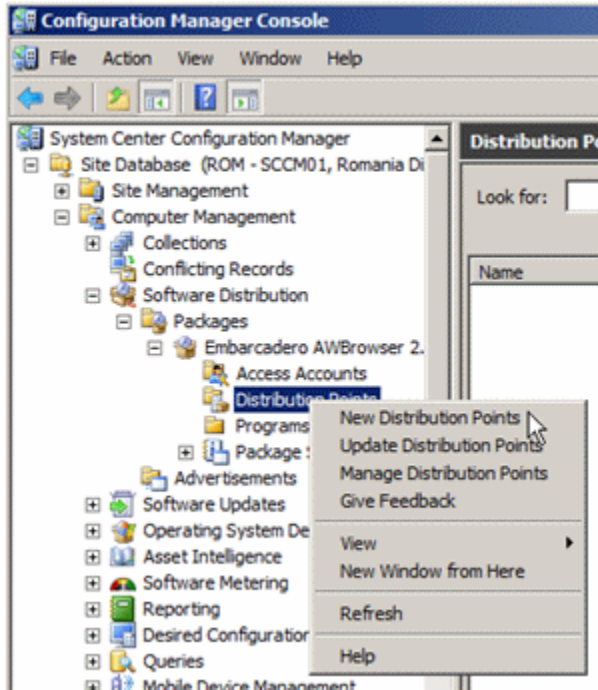 Configuration Manager Console
File Action View Window Help
System Center Configuration Manager
Site Database (ROM - SCCM01, Romania Di
Site Management
Computer Management
Collections
Conflicting Records
Software Distribution
Packages
Embarcadero AWBrowser 2.
Access Accounts
Distribution Points
Programs
Package
Advertisements
Software Updates
Operating System De
Asset Intelligence
Software Metering
Reporting
Desired Configuration
Queries
Mobile Device Management
Distribution Po
Look for:
Name
New Distribution Points
Update Distribution Points
Manage Distribution Points
Give Feedback
View
New Window from Here
Refresh
Help